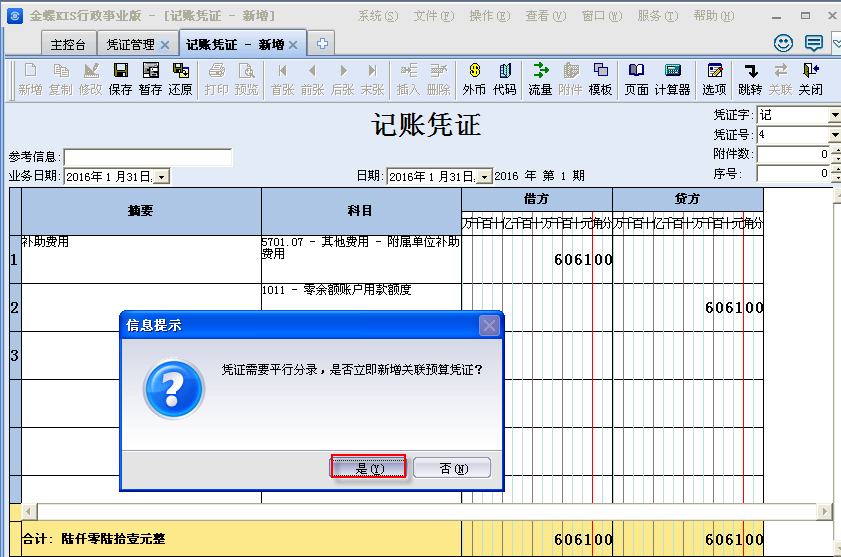 金蝶KIS行政事业版 - [记账凭证 - 新增]
系统(S) 文件(F) 操作(E) 查看(V) 窗口(W) 服务(T) 帮助(H)
主控台 凭证管理 记账凭证 - 新增
新增 复制 修改 保存 暂存 还原 打印 预览 首张 前张 后张 末张 插入 删除 外币 代码 流量 附件 模板 页面 计算器 选项 跳转 关联 关闭
记账凭证
凭证字: 记
凭证号: 4
附件数: 0
序号: 0
参考信息:
业务日期: 2016年 1月31日.
日期: 2016年 1月31日. 2016 年 第 1 期
摘要 科目 借方 贷方
万千百十亿千百十万千百十元角分 万千百十亿千百十万千百十元角分
1 补助费用 5701.07 - 其他费用 - 附属单位补助费用 606100
2 1011 - 零余额账户用款额度 606100
3
信息提示
凭证需要平行分录，是否立即新增关联预算凭证?
是(Y) 否(N)
合计: 陆仟零陆拾壹元整 606100 606100